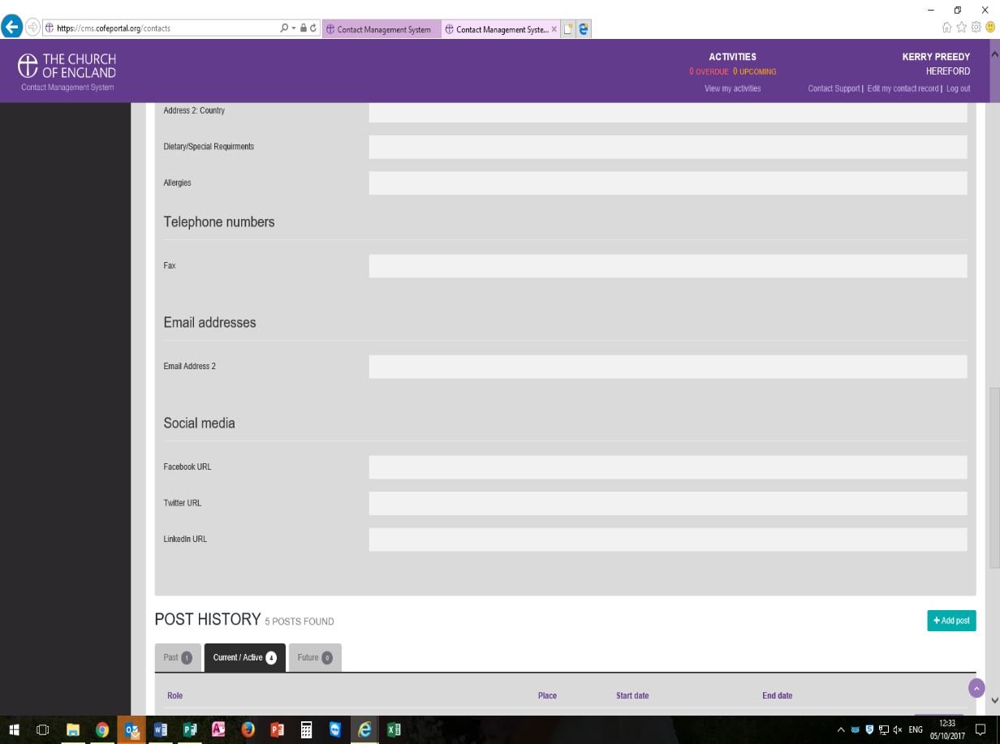 https://cms.cofeportal.org/contacts
Contact Management System
Contact Management Syste...
THE CHURCH
OF ENGLAND
Contact Management System
ACTIVITIES
0 OVERDUE 0 UPCOMING
View my activities
KERRY PREEDY
HEREFORD
Contact Support | Edit my contact record | Log out
Address 2: Country
Dietary/Special Requirments
Allergies
Telephone numbers
Fax
Email addresses
Email Address 2
Social media
Facebook URL
Twitter URL
LinkedIn URL
POST HISTORY 5 POSTS FOUND
+ Add post
Past 1 Current / Active 4 Future 0
Role Place Start date End date
ENG
12:33
05/10/2017